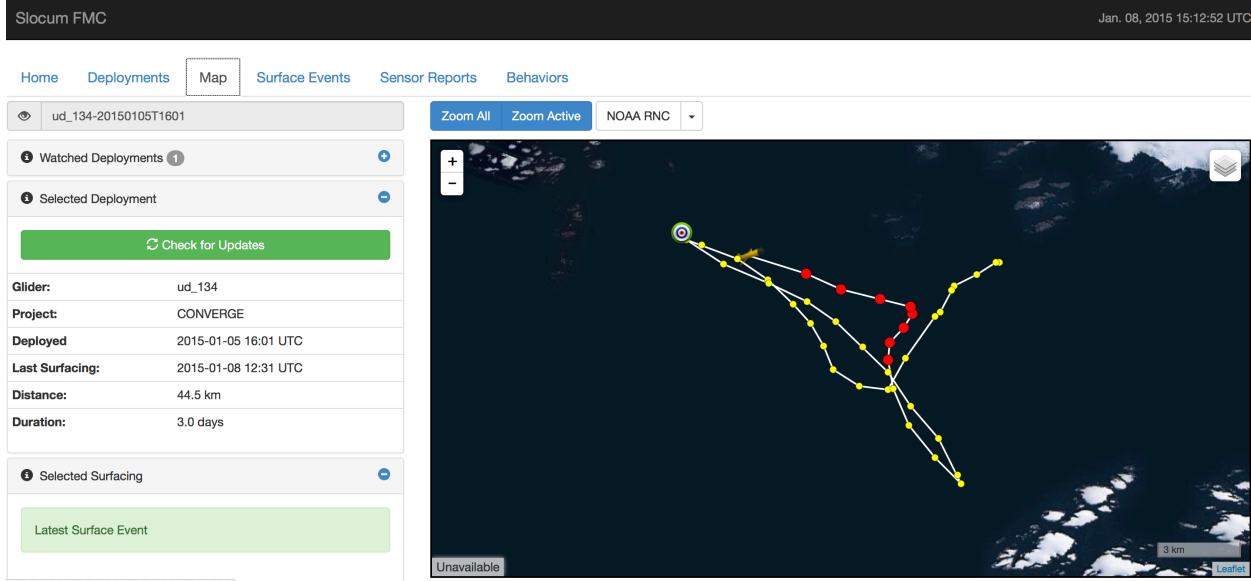 Slocum FMC
Jan. 08, 2015 15:12:52 UTC
Home Deployments Map Surface Events Sensor Reports Behaviors
ud_134-20150105T1601
Zoom All Zoom Active NOAA RNC
Watched Deployments 1
Selected Deployment
Check for Updates
Glider: ud_134
Project: CONVERGE
Deployed 2015-01-05 16:01 UTC
Last Surfacing: 2015-01-08 12:31 UTC
Distance: 44.5 km
Duration: 3.0 days
Selected Surfacing
Latest Surface Event
+
−
3 km
Unavailable
Leaflet